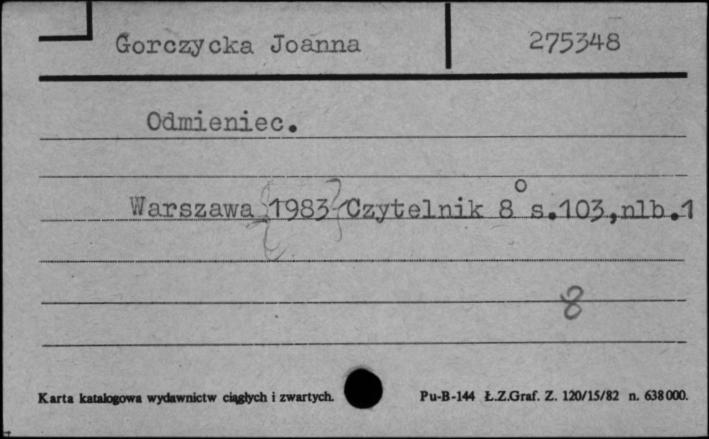 Gorczycka Joanna 275348
Odmieniec.
Warszawa 1983 Czytelnik 8° s.103,nlb.1
8
Karta katalogowa wydawnictw ciągłych i zwartych. Pu-B-144 Ł.Z.Graf. Z. 120/15/82 n. 638000.